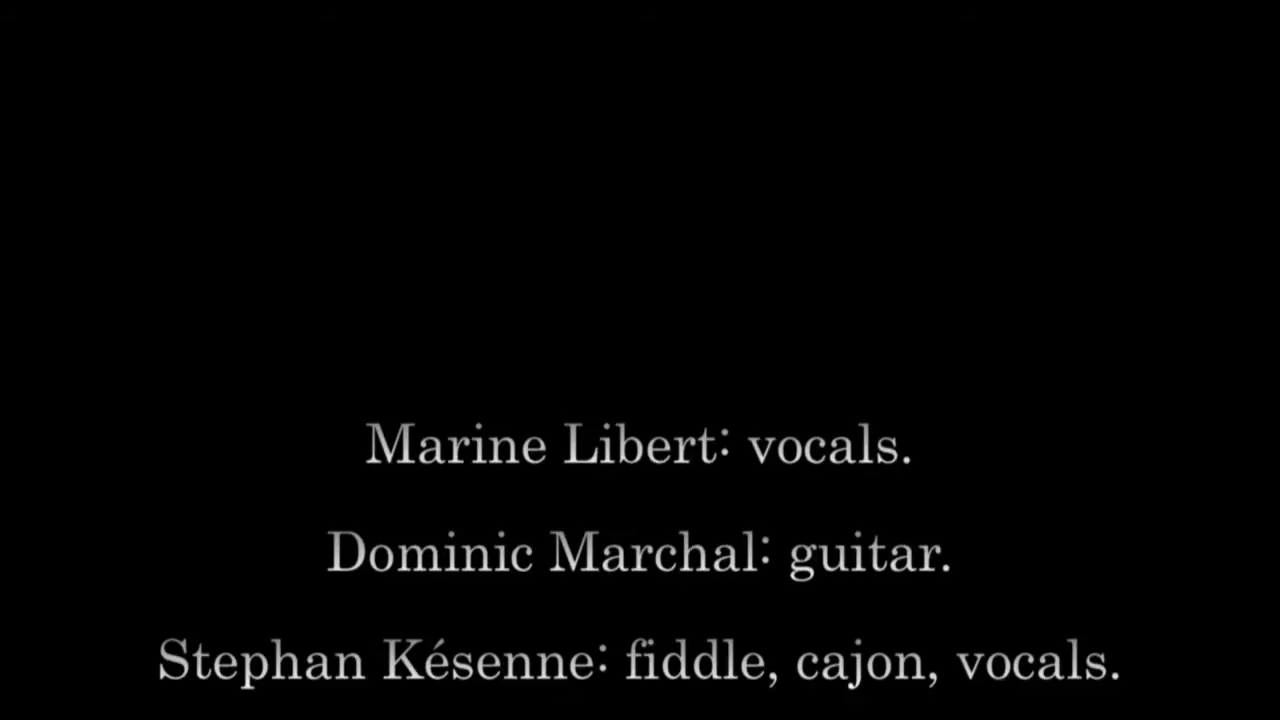 Marine Libert: vocals.
Dominic Marchal: guitar.
Stephan Késenne: fiddle, cajon, vocals.